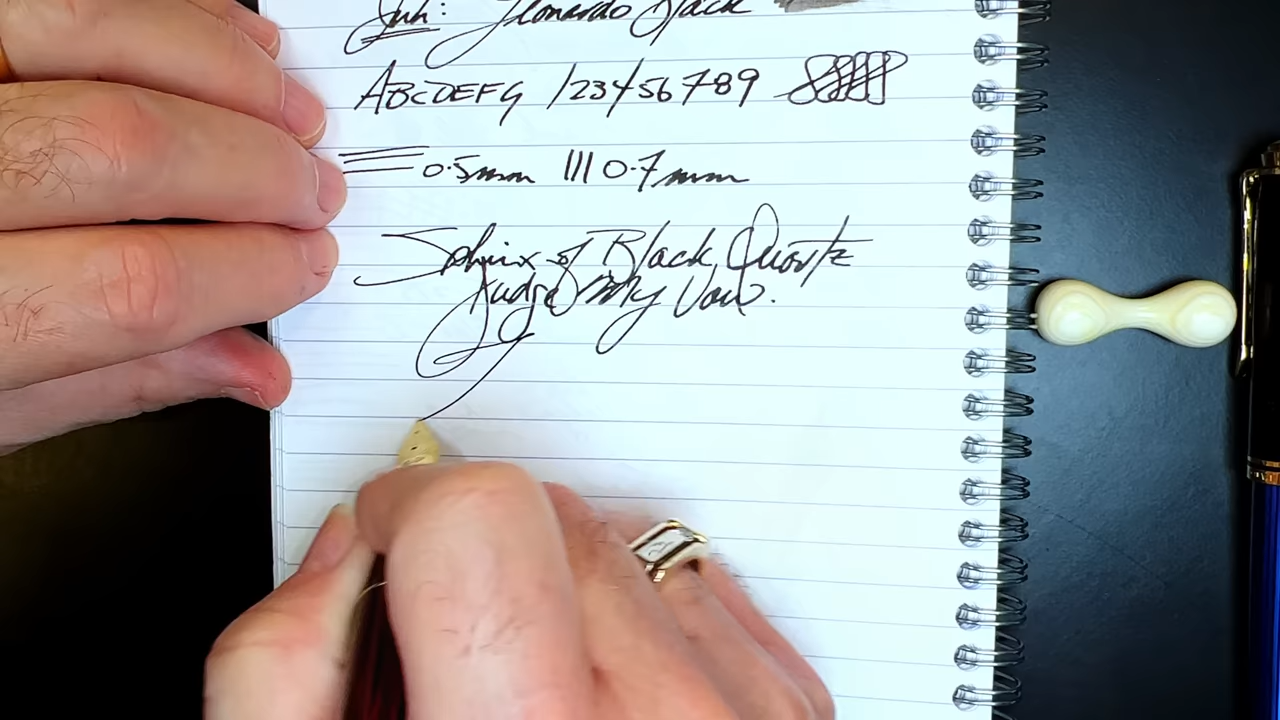 Ink: Leonardo Black
ABCDEFG 123456789
0.5mm 0.7mm
Sphinx of Black Quartz
Judge My Vow.